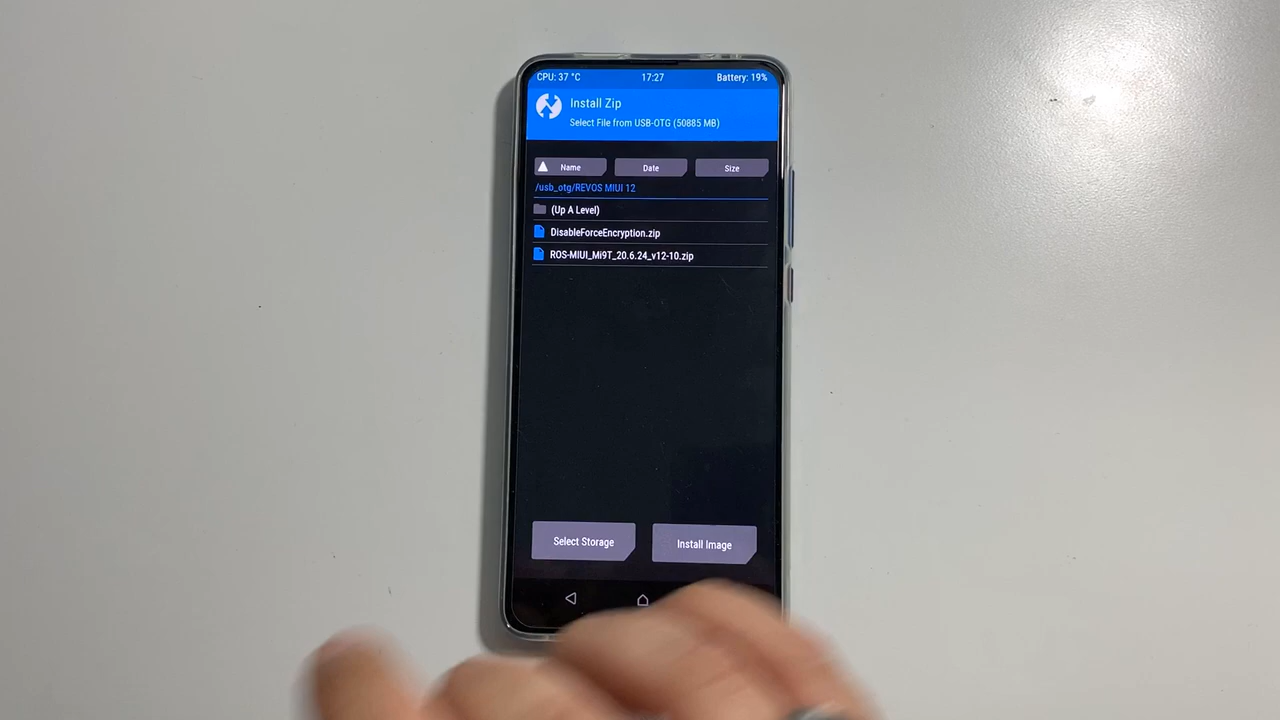 CPU: 37 °C 17:27 Battery: 19%
Install Zip
Select File from USB-OTG (50885 MB)
Name Date Size
/usb_otg/REVOS MIUI 12
(Up A Level)
DisableForceEncryption.zip
ROS-MIUI_Mi9T_20.6.24_v12-10.zip
Select Storage Install Image